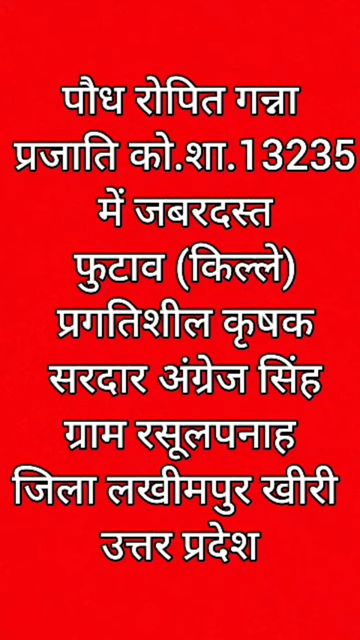 पौध रोपित गन्ना
प्रजाति को.शा.13235
में जबरदस्त
फुटाव (किल्ले)
प्रगतिशील कृषक
सरदार अंग्रेज सिंह
ग्राम रसूलपनाह
जिला लखीमपुर खीरी
उत्तर प्रदेश